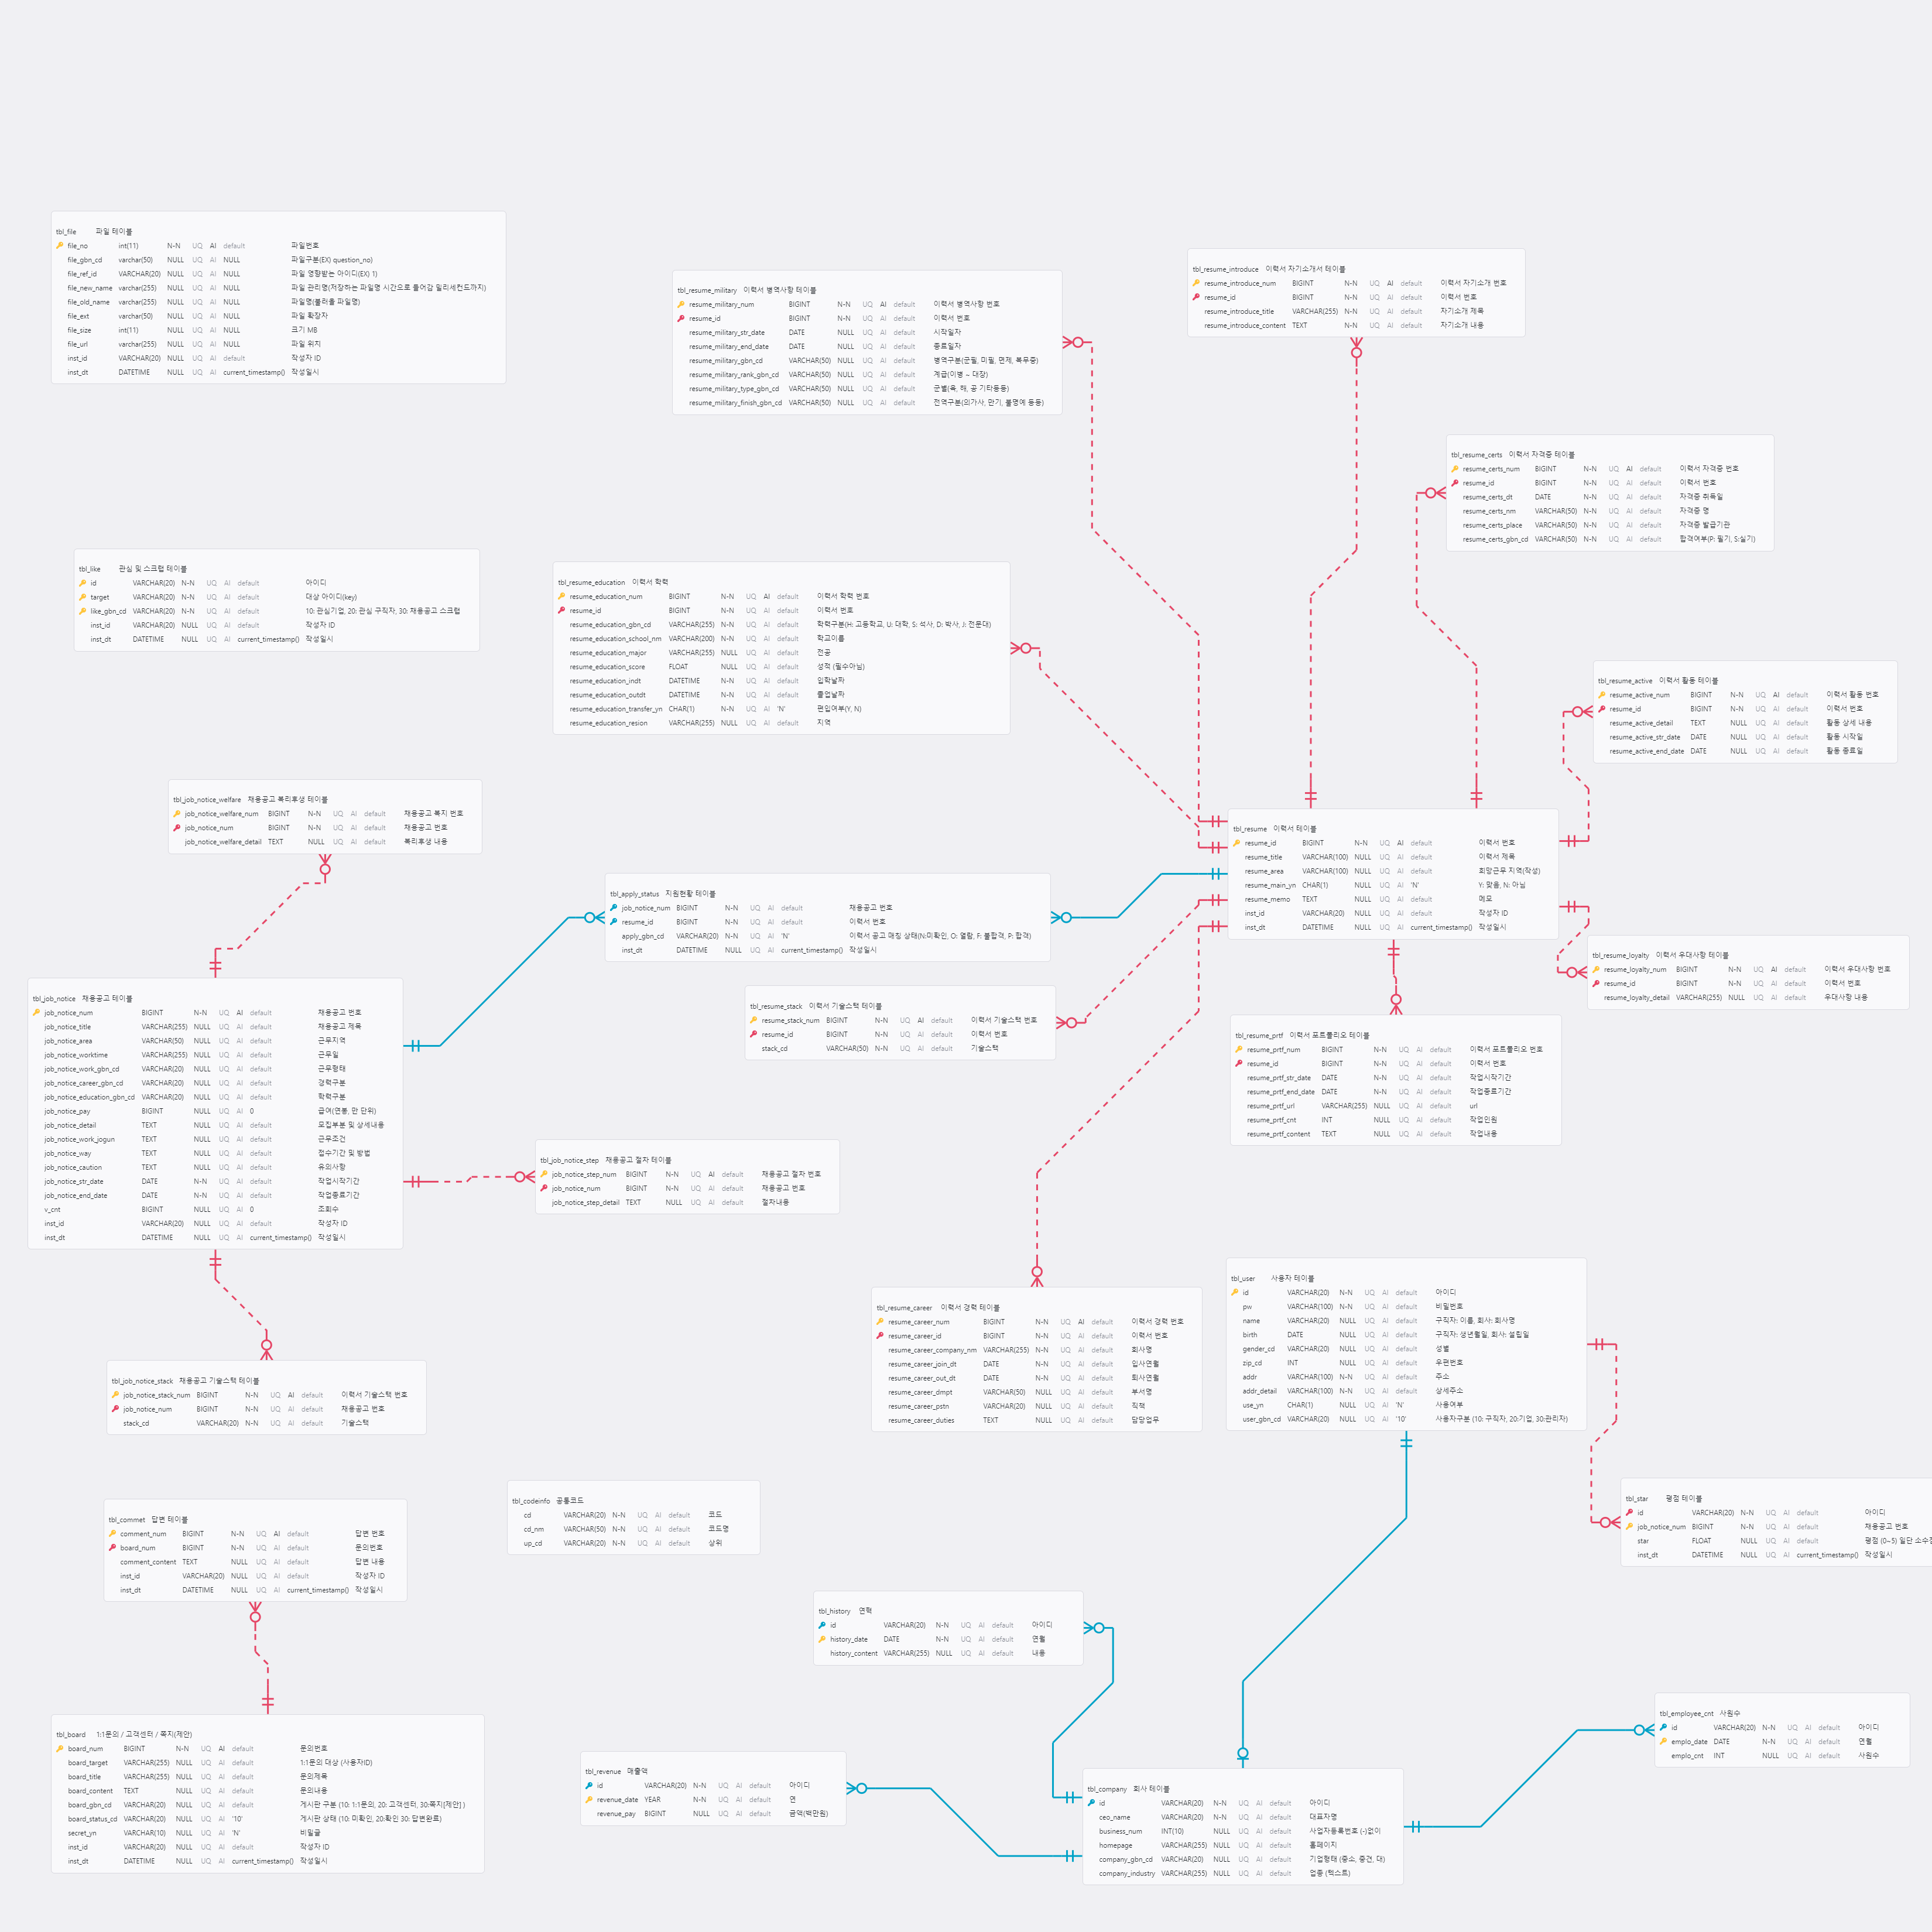 tbl_file 파일 테이블
file_no int(11) N-N UQ AI default 파일번호
file_gbn_cd varchar(50) NULL UQ AI NULL 파일구분(EX) question_no)
file_ref_id VARCHAR(20) NULL UQ AI NULL 파일 영향받는 아이디(EX) 1)
file_new_name varchar(255) NULL UQ AI NULL 파일 관리명(저장하는 파일명 시간으로 들어감 밀리세컨드까지)
file_old_name varchar(255) NULL UQ AI NULL 파일명(불러올 파일명)
file_ext varchar(50) NULL UQ AI NULL 파일 확장자
file_size int(11) NULL UQ AI NULL 크기 MB
file_url varchar(255) NULL UQ AI NULL 파일 위치
inst_id VARCHAR(20) NULL UQ AI default 작성자 ID
inst_dt DATETIME NULL UQ AI current_timestamp() 작성일시
tbl_resume_military 이력서 병역사항 테이블
resume_military_num BIGINT N-N UQ AI default 이력서 병역사항 번호
resume_id BIGINT N-N UQ AI default 이력서 번호
resume_military_str_date DATE NULL UQ AI default 시작일자
resume_military_end_date DATE NULL UQ AI default 종료일자
resume_military_gbn_cd VARCHAR(50) NULL UQ AI default 병역구분(군필, 미필, 면제, 복무중)
resume_military_rank_gbn_cd VARCHAR(50) NULL UQ AI default 계급(이병 ~ 대장)
resume_military_type_gbn_cd VARCHAR(50) NULL UQ AI default 군별(육, 해, 공 기타등등)
resume_military_finish_gbn_cd VARCHAR(50) NULL UQ AI default 전역구분(의가사, 만기, 불명예 등등)
tbl_resume_introduce 이력서 자기소개서 테이블
resume_introduce_num BIGINT N-N UQ AI default 이력서 자기소개 번호
resume_id BIGINT N-N UQ AI default 이력서 번호
resume_introduce_title VARCHAR(255) N-N UQ AI default 자기소개 제목
resume_introduce_content TEXT N-N UQ AI default 자기소개 내용
tbl_resume_certs 이력서 자격증 테이블
resume_certs_num BIGINT N-N UQ AI default 이력서 자격증 번호
resume_id BIGINT N-N UQ AI default 이력서 번호
resume_certs_dt DATE N-N UQ AI default 자격증 취득일
resume_certs_nm VARCHAR(50) N-N UQ AI default 자격증 명
resume_certs_place VARCHAR(50) N-N UQ AI default 자격증 발급기관
resume_certs_gbn_cd VARCHAR(50) N-N UQ AI default 합격여부(P: 필기, S:실기)
tbl_like 관심 및 스크랩 테이블
id VARCHAR(20) N-N UQ AI default 아이디
target VARCHAR(20) N-N UQ AI default 대상 아이디(key)
like_gbn_cd VARCHAR(20) N-N UQ AI default 10: 관심기업, 20: 관심 구직자, 30: 채용공고 스크랩
inst_id VARCHAR(20) NULL UQ AI default 작성자 ID
inst_dt DATETIME NULL UQ AI current_timestamp() 작성일시
tbl_resume_education 이력서 학력
resume_education_num BIGINT N-N UQ AI default 이력서 학력 번호
resume_id BIGINT N-N UQ AI default 이력서 번호
resume_education_gbn_cd VARCHAR(255) N-N UQ AI default 학력구분(H: 고등학교, U: 대학, S: 석사, D: 박사, J: 전문대)
resume_education_school_nm VARCHAR(200) N-N UQ AI default 학교이름
resume_education_major VARCHAR(255) NULL UQ AI default 전공
resume_education_score FLOAT NULL UQ AI default 성적 (필수아님)
resume_education_indt DATETIME N-N UQ AI default 입학날짜
resume_education_outdt DATETIME N-N UQ AI default 졸업날짜
resume_education_transfer_yn CHAR(1) N-N UQ AI 'N' 편입여부(Y, N)
resume_education_resion VARCHAR(255) NULL UQ AI default 지역
tbl_resume_active 이력서 활동 테이블
resume_active_num BIGINT N-N UQ AI default 이력서 활동 번호
resume_id BIGINT N-N UQ AI default 이력서 번호
resume_active_detail TEXT NULL UQ AI default 활동 상세 내용
resume_active_str_date DATE NULL UQ AI default 활동 시작일
resume_active_end_date DATE NULL UQ AI default 활동 종료일
tbl_job_notice_welfare 채용공고 복리후생 테이블
job_notice_welfare_num BIGINT N-N UQ AI default 채용공고 복지 번호
job_notice_num BIGINT N-N UQ AI default 채용공고 번호
job_notice_welfare_detail TEXT NULL UQ AI default 복리후생 내용
tbl_resume 이력서 테이블
resume_id BIGINT N-N UQ AI default 이력서 번호
resume_title VARCHAR(100) NULL UQ AI default 이력서 제목
resume_area VARCHAR(100) NULL UQ AI default 희망근무 지역(작성)
resume_main_yn CHAR(1) NULL UQ AI 'N' Y: 맞음, N: 아님
resume_memo TEXT NULL UQ AI default 메모
inst_id VARCHAR(20) NULL UQ AI default 작성자 ID
inst_dt DATETIME NULL UQ AI current_timestamp() 작성일시
tbl_apply_status 지원현황 테이블
job_notice_num BIGINT N-N UQ AI default 채용공고 번호
resume_id BIGINT N-N UQ AI default 이력서 번호
apply_gbn_cd VARCHAR(20) N-N UQ AI 'N' 이력서 공고 매칭 상태(N:미확인, O: 열람, F: 불합격, P: 합격)
inst_dt DATETIME NULL UQ AI current_timestamp() 작성일시
tbl_resume_loyalty 이력서 우대사항 테이블
resume_loyalty_num BIGINT N-N UQ AI default 이력서 우대사항 번호
resume_id BIGINT N-N UQ AI default 이력서 번호
resume_loyalty_detail VARCHAR(255) NULL UQ AI default 우대사항 내용
tbl_job_notice 채용공고 테이블
job_notice_num BIGINT N-N UQ AI default 채용공고 번호
job_notice_title VARCHAR(255) NULL UQ AI default 채용공고 제목
job_notice_area VARCHAR(50) NULL UQ AI default 근무지역
job_notice_worktime VARCHAR(255) NULL UQ AI default 근무일
job_notice_work_gbn_cd VARCHAR(20) NULL UQ AI default 근무형태
job_notice_career_gbn_cd VARCHAR(20) NULL UQ AI default 경력구분
job_notice_education_gbn_cd VARCHAR(20) NULL UQ AI default 학력구분
job_notice_pay BIGINT NULL UQ AI 0 급여(연봉, 만 단위)
job_notice_detail TEXT NULL UQ AI default 모집부분 및 상세내용
job_notice_work_jogun TEXT NULL UQ AI default 근무조건
job_notice_way TEXT NULL UQ AI default 접수기간 및 방법
job_notice_caution TEXT NULL UQ AI default 유의사항
job_notice_str_date DATE N-N UQ AI default 작업시작기간
job_notice_end_date DATE N-N UQ AI default 작업종료기간
v_cnt BIGINT NULL UQ AI 0 조회수
inst_id VARCHAR(20) NULL UQ AI default 작성자 ID
inst_dt DATETIME NULL UQ AI current_timestamp() 작성일시
tbl_resume_stack 이력서 기술스택 테이블
resume_stack_num BIGINT N-N UQ AI default 이력서 기술스택 번호
resume_id BIGINT N-N UQ AI default 이력서 번호
stack_cd VARCHAR(50) N-N UQ AI default 기술스택
tbl_resume_prtf 이력서 포트폴리오 테이블
resume_prtf_num BIGINT N-N UQ AI default 이력서 포트폴리오 번호
resume_id BIGINT N-N UQ AI default 이력서 번호
resume_prtf_str_date DATE N-N UQ AI default 작업시작기간
resume_prtf_end_date DATE N-N UQ AI default 작업종료기간
resume_prtf_url VARCHAR(255) NULL UQ AI default url
resume_prtf_cnt INT NULL UQ AI default 작업인원
resume_prtf_content TEXT NULL UQ AI default 작업내용
tbl_job_notice_step 채용공고 절차 테이블
job_notice_step_num BIGINT N-N UQ AI default 채용공고 절차 번호
job_notice_num BIGINT N-N UQ AI default 채용공고 번호
job_notice_step_detail TEXT NULL UQ AI default 절차내용
tbl_resume_career 이력서 경력 테이블
resume_career_num BIGINT N-N UQ AI default 이력서 경력 번호
resume_career_id BIGINT N-N UQ AI default 이력서 번호
resume_career_company_nm VARCHAR(255) N-N UQ AI default 회사명
resume_career_join_dt DATE N-N UQ AI default 입사연월
resume_career_out_dt DATE N-N UQ AI default 회사연월
resume_career_dmpt VARCHAR(50) NULL UQ AI default 부서명
resume_career_pstn VARCHAR(20) NULL UQ AI default 직책
resume_career_duties TEXT NULL UQ AI default 담당업무
tbl_user 사용자 테이블
id VARCHAR(20) N-N UQ AI default 아이디
pw VARCHAR(100) N-N UQ AI default 비밀번호
name VARCHAR(20) NULL UQ AI default 구직자: 이름, 회사: 회사명
birth DATE NULL UQ AI default 구직자: 생년월일, 회사: 설립일
gender_cd VARCHAR(20) NULL UQ AI default 성별
zip_cd INT NULL UQ AI default 우편번호
addr VARCHAR(100) N-N UQ AI default 주소
addr_detail VARCHAR(100) N-N UQ AI default 상세주소
use_yn CHAR(1) NULL UQ AI 'N' 사용여부
user_gbn_cd VARCHAR(20) NULL UQ AI '10' 사용자구분 (10: 구직자, 20:기업, 30:관리자)
tbl_job_notice_stack 채용공고 기술스택 테이블
job_notice_stack_num BIGINT N-N UQ AI default 이력서 기술스택 번호
job_notice_num BIGINT N-N UQ AI default 채용공고 번호
stack_cd VARCHAR(20) N-N UQ AI default 기술스택
tbl_codeinfo 공통코드
cd VARCHAR(20) N-N UQ AI default 코드
cd_nm VARCHAR(50) N-N UQ AI default 코드명
up_cd VARCHAR(20) N-N UQ AI default 상위
tbl_star 평점 테이블
id VARCHAR(20) N-N UQ AI default 아이디
job_notice_num BIGINT N-N UQ AI default 채용공고 번호
star FLOAT NULL UQ AI default 평점 (0~5) 일단 소수
inst_dt DATETIME NULL UQ AI current_timestamp() 작성일시
tbl_commet 답변 테이블
comment_num BIGINT N-N UQ AI default 답변 번호
board_num BIGINT N-N UQ AI default 문의번호
comment_content TEXT NULL UQ AI default 답변 내용
inst_id VARCHAR(20) NULL UQ AI default 작성자 ID
inst_dt DATETIME NULL UQ AI current_timestamp() 작성일시
tbl_history 연혁
id VARCHAR(20) N-N UQ AI default 아이디
history_date DATE N-N UQ AI default 연월
history_content VARCHAR(255) NULL UQ AI default 내용
tbl_board 1:1문의 / 고객센터 / 쪽지(제안)
board_num BIGINT N-N UQ AI default 문의번호
board_target VARCHAR(255) NULL UQ AI default 1:1문의 대상 (사용자ID)
board_title VARCHAR(255) NULL UQ AI default 문의제목
board_content TEXT NULL UQ AI default 문의내용
board_gbn_cd VARCHAR(20) NULL UQ AI default 게시판 구분 (10: 1:1문의, 20: 고객센터, 30:쪽지[제안] )
board_status_cd VARCHAR(20) NULL UQ AI '10' 게시판 상태 (10: 미확인, 20:확인 30: 답변완료)
secret_yn VARCHAR(10) NULL UQ AI 'N' 비밀글
inst_id VARCHAR(20) NULL UQ AI default 작성자 ID
inst_dt DATETIME NULL UQ AI current_timestamp() 작성일시
tbl_revenue 매출액
id VARCHAR(20) N-N UQ AI default 아이디
revenue_date YEAR N-N UQ AI default 연
revenue_pay BIGINT NULL UQ AI default 금액(백만원)
tbl_company 회사 테이블
id VARCHAR(20) N-N UQ AI default 아이디
ceo_name VARCHAR(20) N-N UQ AI default 대표자명
business_num INT(10) NULL UQ AI default 사업자등록번호 (-)없이
homepage VARCHAR(255) NULL UQ AI default 홈페이지
company_gbn_cd VARCHAR(20) NULL UQ AI default 기업형태 (중소, 중견, 대)
company_industry VARCHAR(255) NULL UQ AI default 업종 (텍스트)
tbl_employee_cnt 사원수
id VARCHAR(20) N-N UQ AI default 아이디
emplo_date DATE N-N UQ AI default 연월
emplo_cnt INT NULL UQ AI default 사원수